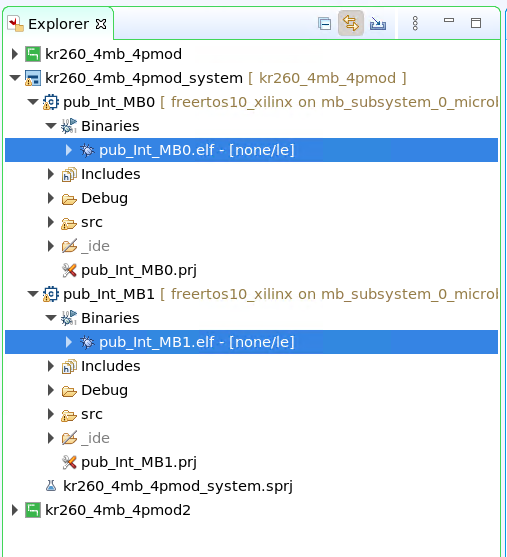 Explorer
kr260_4mb_4pmod
kr260_4mb_4pmod_system [ kr260_4mb_4pmod ]
pub_Int_MB0 [ freertos10_xilinx on mb_subsystem_0_microl
Binaries
pub_Int_MB0.elf - [none/le]
Includes
Debug
src
_ide
pub_Int_MB0.prj
pub_Int_MB1 [ freertos10_xilinx on mb_subsystem_0_microl
Binaries
pub_Int_MB1.elf - [none/le]
Includes
Debug
src
_ide
pub_Int_MB1.prj
kr260_4mb_4pmod_system.sprj
kr260_4mb_4pmod2